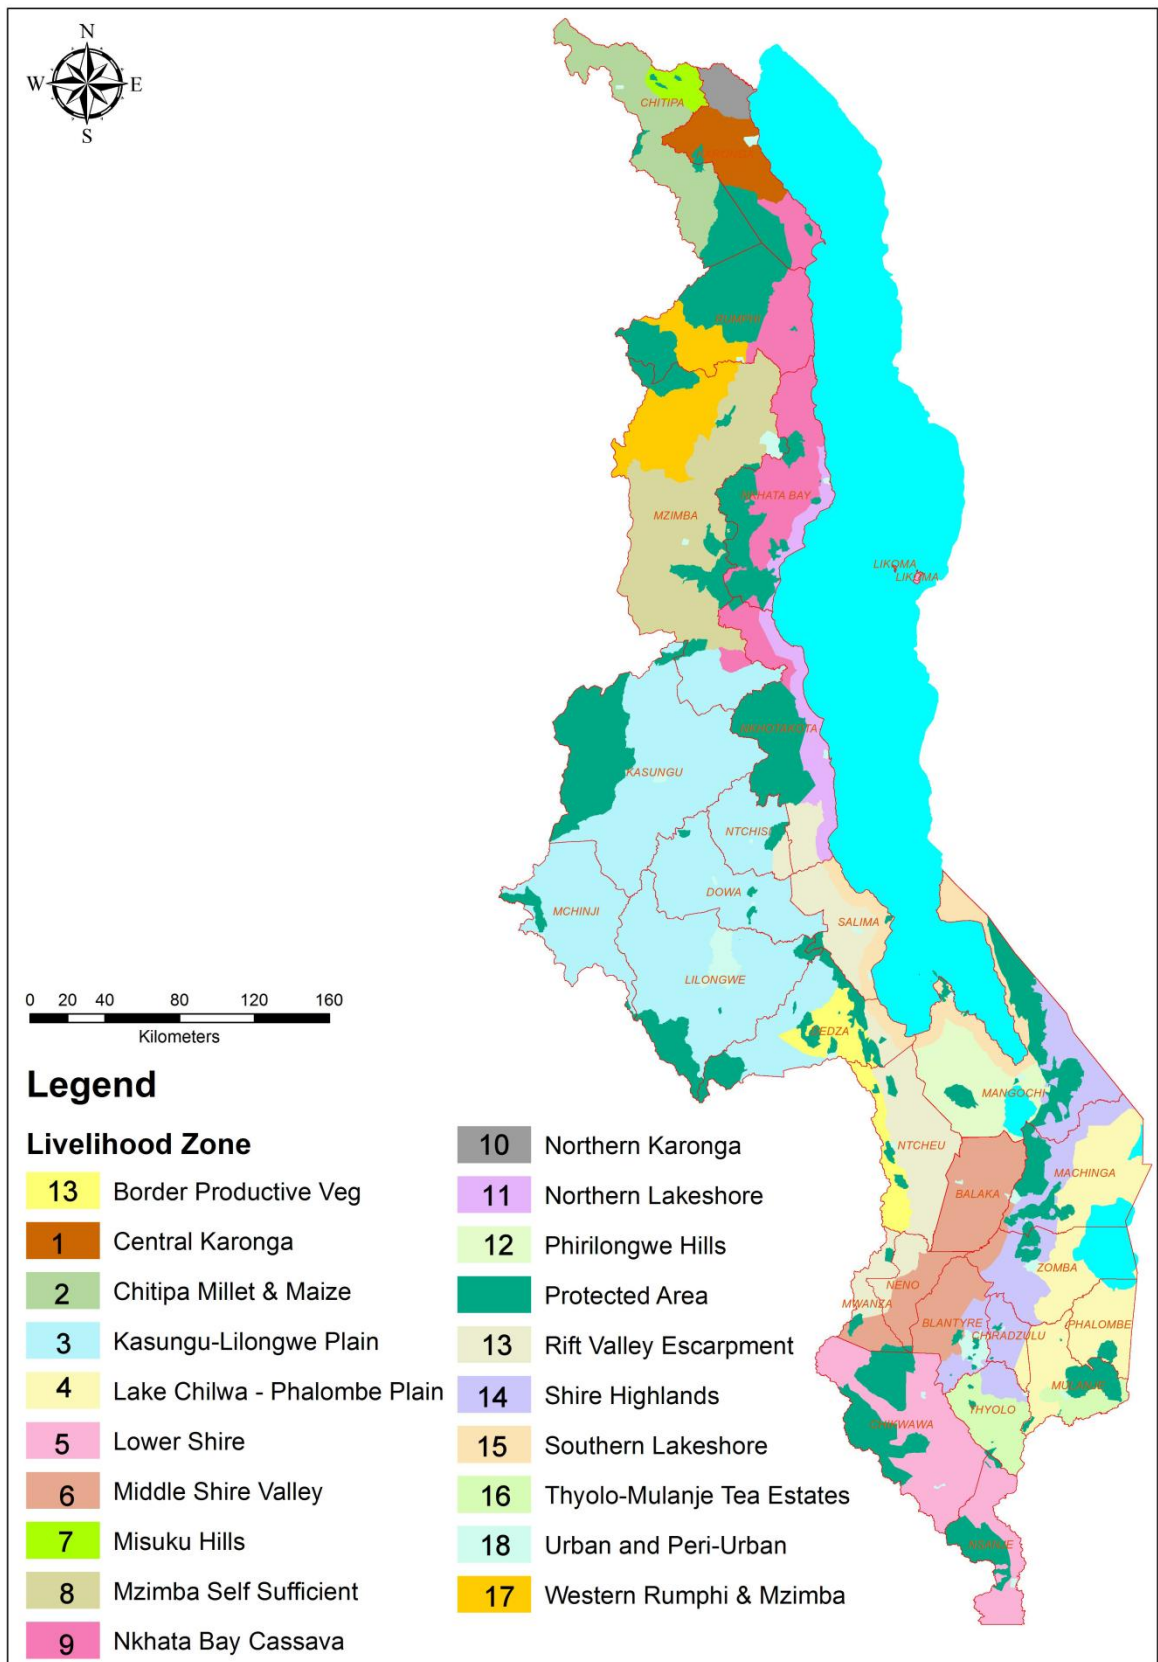 N
W E
S
CHITIPA
KARONGA
RUMPHI
MZIMBA
NKHATA BAY
LIKOMA
LIKOMA
NKHOTAKOTA
KASUNGU
NTCHISI
DOWA
MCHINJI
SALIMA
LILONGWE
DEDZA
MANGOCHI
NTCHEU
MACHINGA
BALAKA
ZOMBA
NENO
MWANZA
BLANTYRE
CHIRADZULU
PHALOMBE
MULANJE
THYOLO
CHIKWAWA
NSANJE
0 20 40 80 120 160
Kilometers
Legend
Livelihood Zone
13 Border Productive Veg
1 Central Karonga
2 Chitipa Millet & Maize
3 Kasungu-Lilongwe Plain
4 Lake Chilwa - Phalombe Plain
5 Lower Shire
6 Middle Shire Valley
7 Misuku Hills
8 Mzimba Self Sufficient
9 Nkhata Bay Cassava
10 Northern Karonga
11 Northern Lakeshore
12 Phirilongwe Hills
Protected Area
13 Rift Valley Escarpment
14 Shire Highlands
15 Southern Lakeshore
16 Thyolo-Mulanje Tea Estates
18 Urban and Peri-Urban
17 Western Rumphi & Mzimba